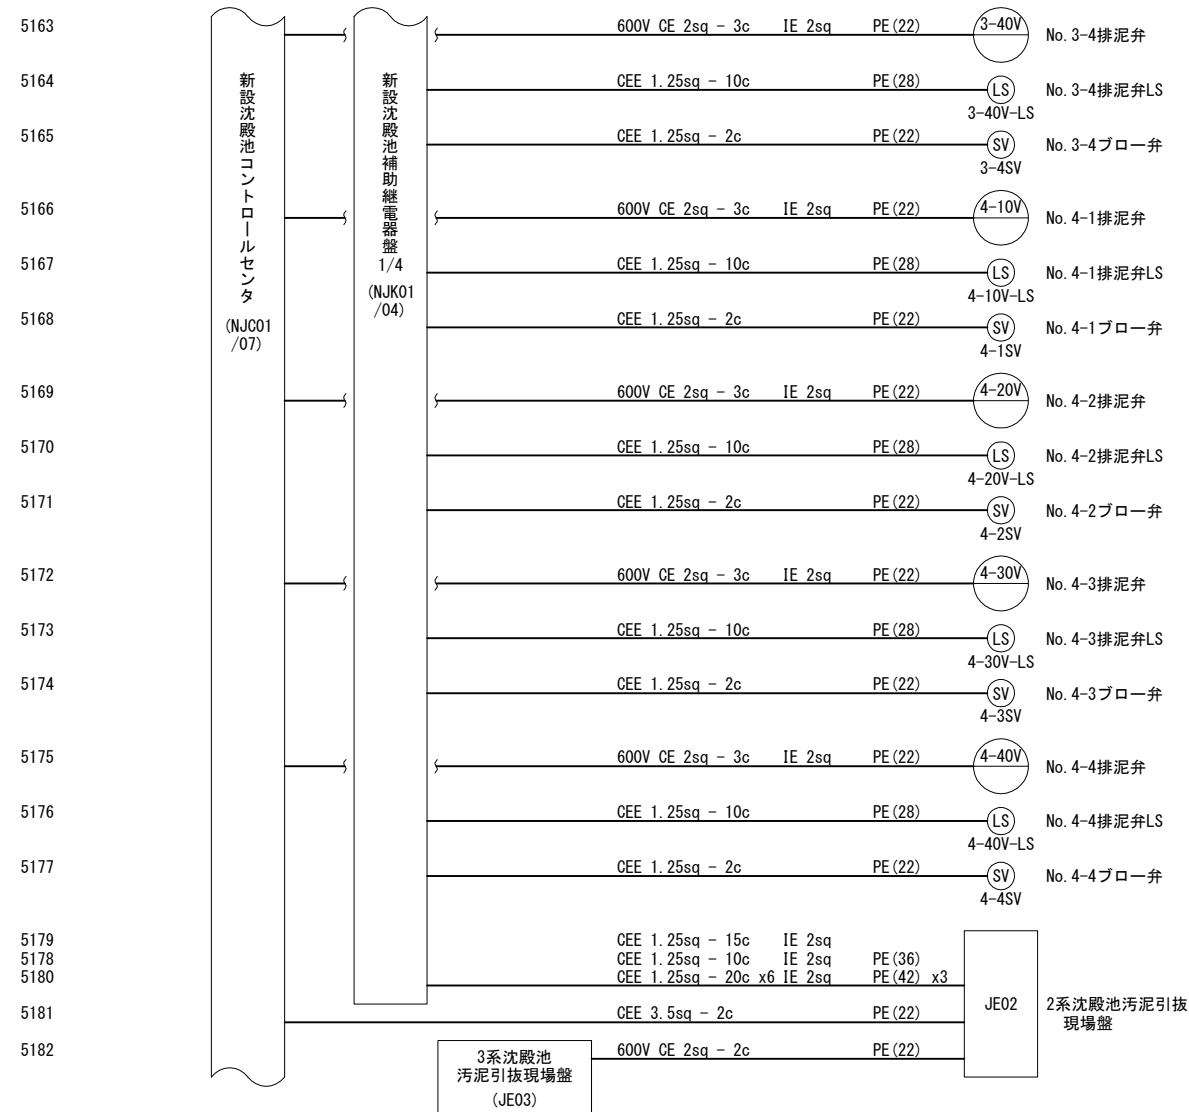 5163 600V CE 2sq - 3c IE 2sq PE(22) 3-40V No.3-4排泥弁
5164 CEE 1.25sq - 10c PE(28) LS No.3-4排泥弁LS
3-40V-LS
5165 CEE 1.25sq - 2c PE(22) SV No.3-4ブロー弁
3-4SV
新設沈殿池コントロールセンタ
(NJC01
/07)
新設沈殿池補助継電器盤
1/4
(NJK01
/04)
5166 600V CE 2sq - 3c IE 2sq PE(22) 4-10V No.4-1排泥弁
5167 CEE 1.25sq - 10c PE(28) LS No.4-1排泥弁LS
4-10V-LS
5168 CEE 1.25sq - 2c PE(22) SV No.4-1ブロー弁
4-1SV
5169 600V CE 2sq - 3c IE 2sq PE(22) 4-20V No.4-2排泥弁
5170 CEE 1.25sq - 10c PE(28) LS No.4-2排泥弁LS
4-20V-LS
5171 CEE 1.25sq - 2c PE(22) SV No.4-2ブロー弁
4-2SV
5172 600V CE 2sq - 3c IE 2sq PE(22) 4-30V No.4-3排泥弁
5173 CEE 1.25sq - 10c PE(28) LS No.4-3排泥弁LS
4-30V-LS
5174 CEE 1.25sq - 2c PE(22) SV No.4-3ブロー弁
4-3SV
5175 600V CE 2sq - 3c IE 2sq PE(22) 4-40V No.4-4排泥弁
5176 CEE 1.25sq - 10c PE(28) LS No.4-4排泥弁LS
4-40V-LS
5177 CEE 1.25sq - 2c PE(22) SV No.4-4ブロー弁
4-4SV
5179 CEE 1.25sq - 15c IE 2sq
5178 CEE 1.25sq - 10c IE 2sq PE(36)
5180 CEE 1.25sq - 20c x6 IE 2sq PE(42) x3
5181 CEE 3.5sq - 2c PE(22)
JE02
2系沈殿池汚泥引抜
現場盤
5182 600V CE 2sq - 2c PE(22)
3系沈殿池
汚泥引抜現場盤
(JE03)